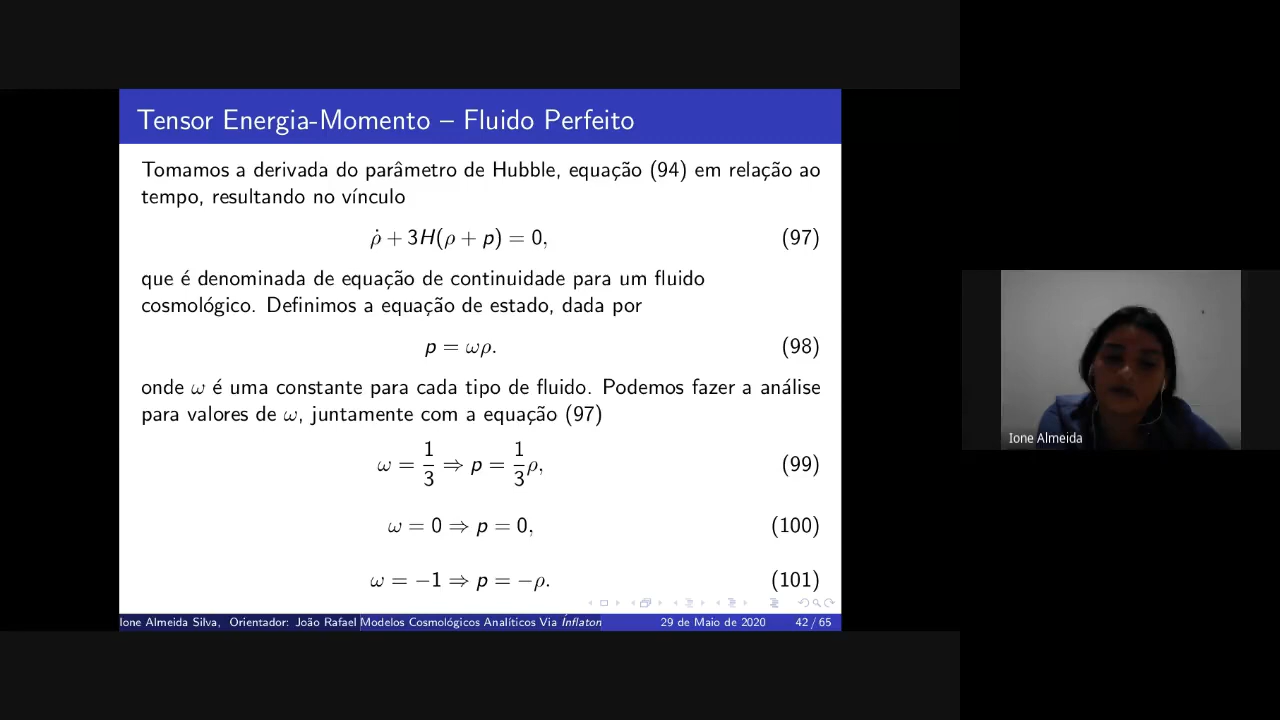 Tensor Energia-Momento – Fluido Perfeito
Tomamos a derivada do parâmetro de Hubble, equação (94) em relação ao
tempo, resultando no vínculo
ρ̇ + 3H(ρ + p) = 0, (97)
que é denominada de equação de continuidade para um fluido
cosmológico. Definimos a equação de estado, dada por
p = ωρ. (98)
onde ω é uma constante para cada tipo de fluido. Podemos fazer a análise
para valores de ω, juntamente com a equação (97)
ω = 1/3 ⇒ p = 1/3 ρ, (99)
ω = 0 ⇒ p = 0, (100)
ω = −1 ⇒ p = −ρ. (101)
Ione Almeida Silva, Orientador: João Rafael Modelos Cosmológicos Analíticos Via Inflaton 29 de Maio de 2020 42 / 65
Ione Almeida